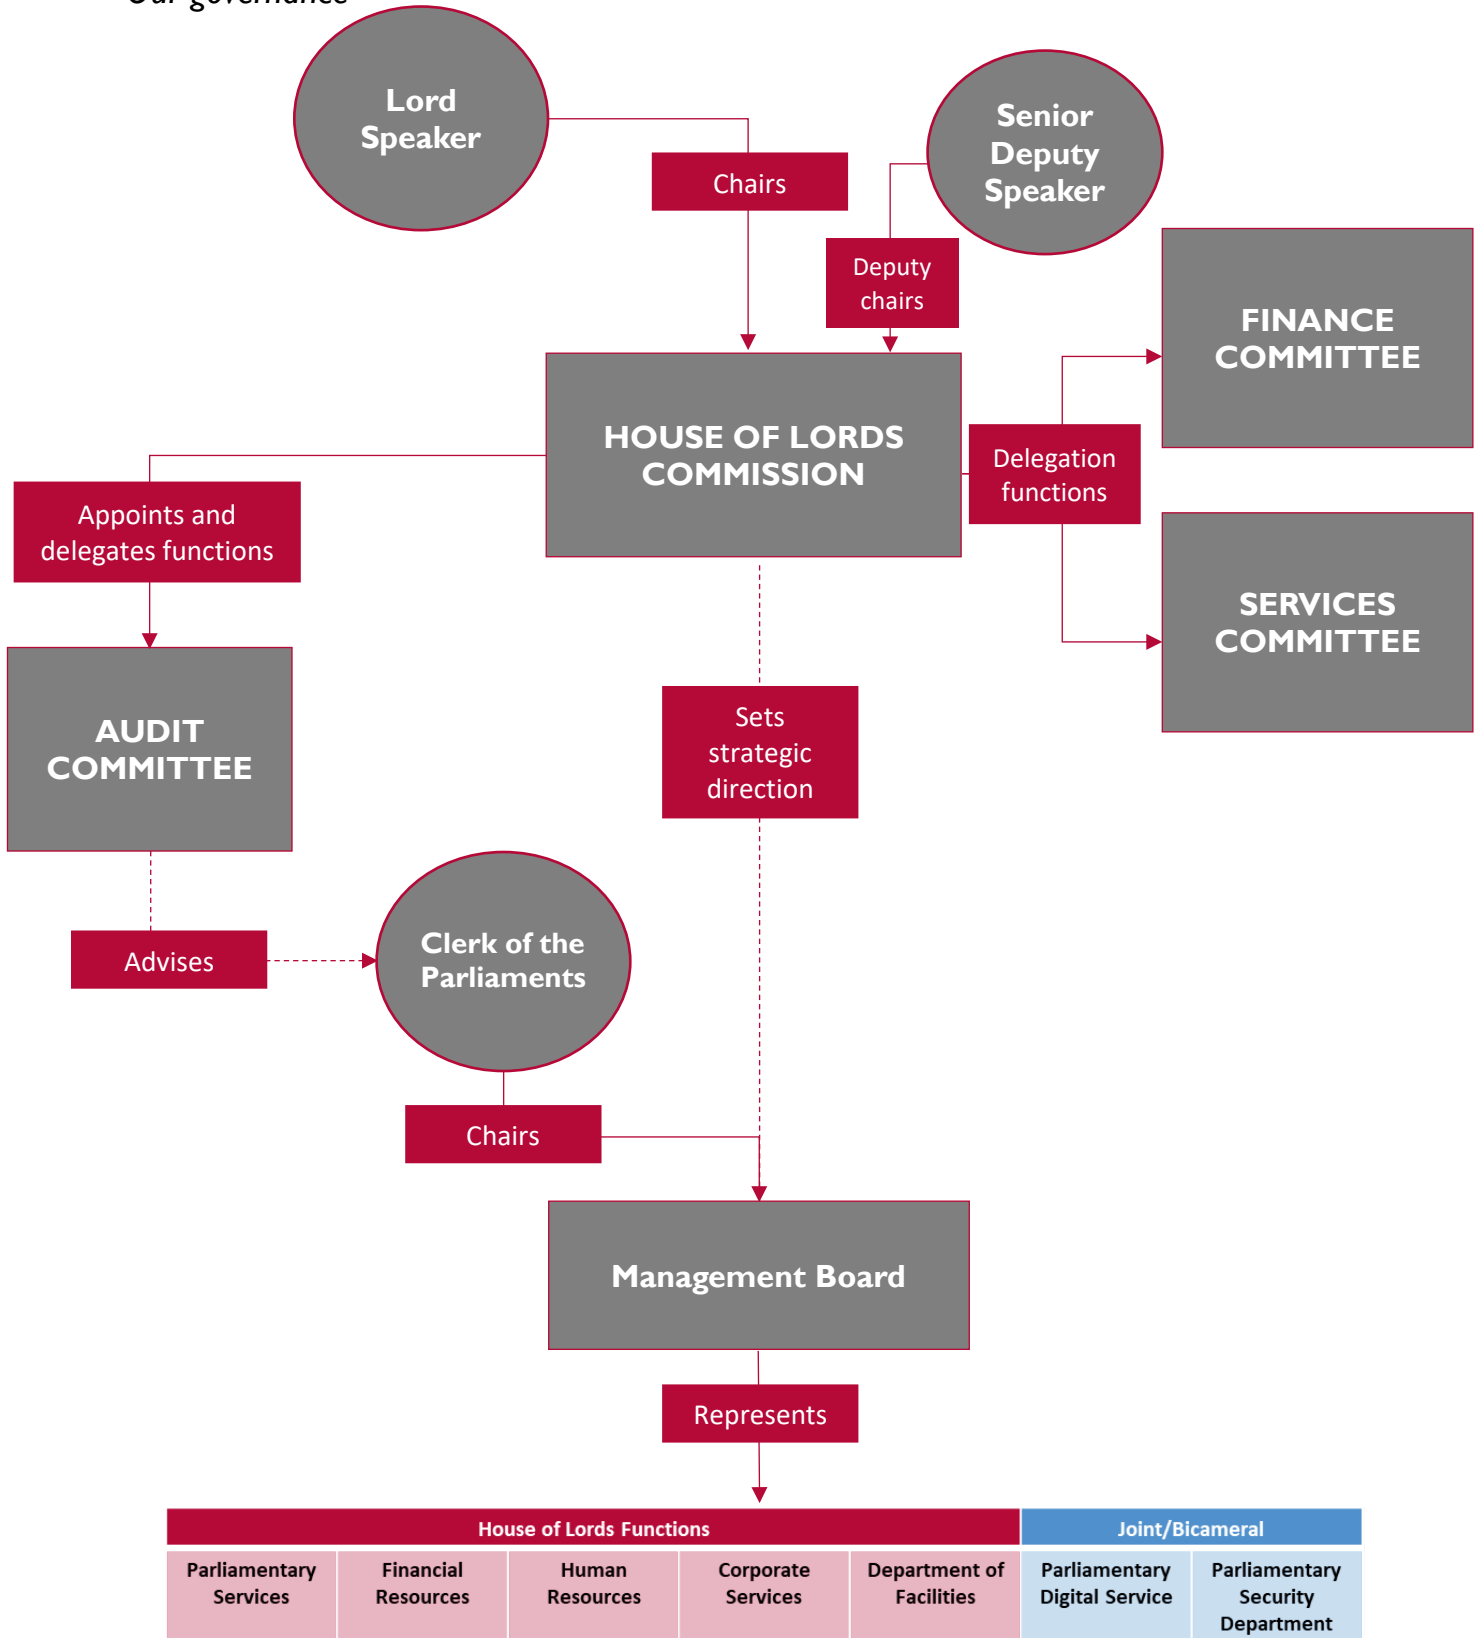 Our governance
Lord
Speaker
Senior
Deputy
Speaker
Chairs
Deputy
chairs
FINANCE
COMMITTEE
HOUSE OF LORDS
COMMISSION
Delegation
functions
Appoints and
delegates functions
SERVICES
COMMITTEE
AUDIT
COMMITTEE
Sets
strategic
direction
Advises
Clerk of the
Parliaments
Chairs
Management Board
Represents
House of Lords Functions
Joint/Bicameral
Parliamentary
Services
Financial
Resources
Human
Resources
Corporate
Services
Department of
Facilities
Parliamentary
Digital Service
Parliamentary
Security
Department